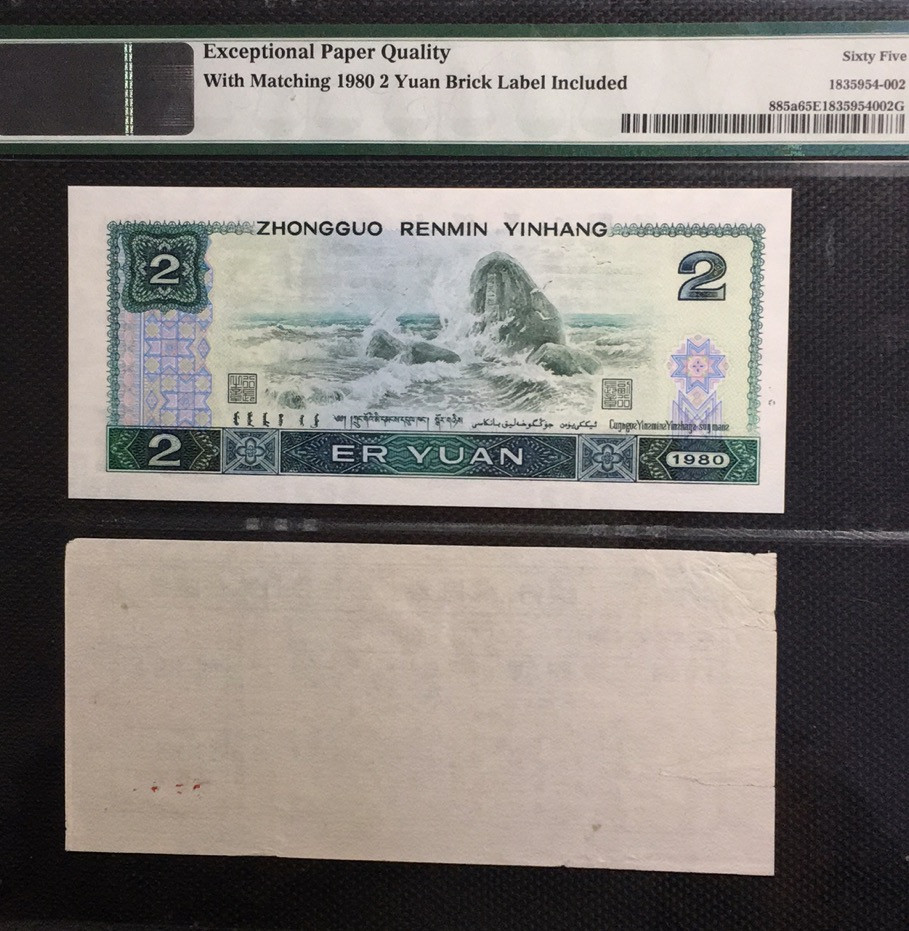 Exceptional Paper Quality
Sixty Five
With Matching 1980 2 Yuan Brick Label Included
1835954-002
885a65E1835954002G
ZHONGGUO RENMIN YINHANG
2
2
2
ER YUAN
1980